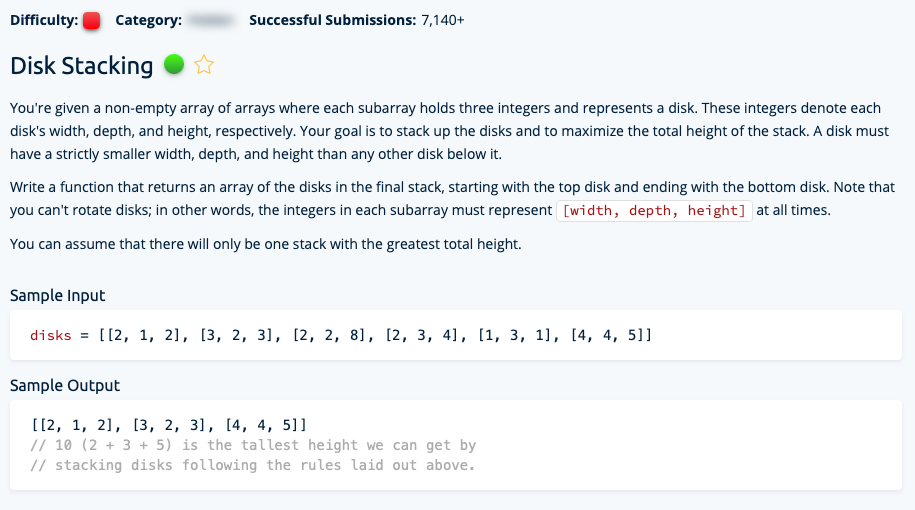 Difficulty: Category: Successful Submissions: 7,140+
Disk Stacking
You're given a non-empty array of arrays where each subarray holds three integers and represents a disk. These integers denote each
disk's width, depth, and height, respectively. Your goal is to stack up the disks and to maximize the total height of the stack. A disk must
have a strictly smaller width, depth, and height than any other disk below it.
Write a function that returns an array of the disks in the final stack, starting with the top disk and ending with the bottom disk. Note that
you can't rotate disks; in other words, the integers in each subarray must represent [width, depth, height] at all times.
You can assume that there will only be one stack with the greatest total height.
Sample Input
disks = [[2, 1, 2], [3, 2, 3], [2, 2, 8], [2, 3, 4], [1, 3, 1], [4, 4, 5]]
Sample Output
[[2, 1, 2], [3, 2, 3], [4, 4, 5]]
// 10 (2 + 3 + 5) is the tallest height we can get by
// stacking disks following the rules laid out above.